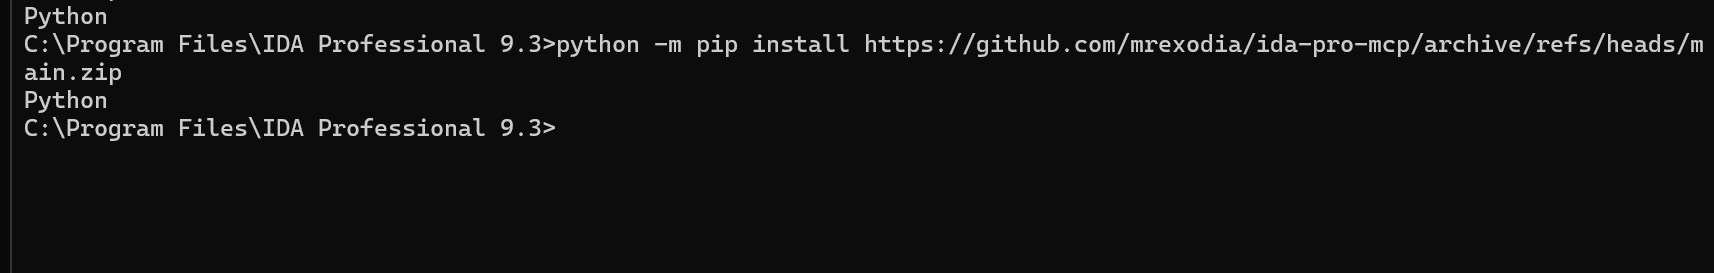 Python
C:\Program Files\IDA Professional 9.3>python -m pip install https://github.com/mrexodia/ida-pro-mcp/archive/refs/heads/m
ain.zip
Python
C:\Program Files\IDA Professional 9.3>